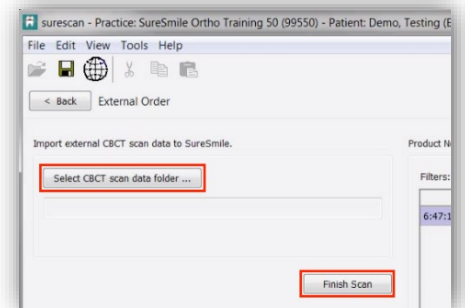 surescan - Practice: SureSmile Ortho Training 50 (99550) - Patient: Demo, Testing
File Edit View Tools Help
< Back External Order
Import external CBCT scan data to SureSmile.
Product
Select CBCT scan data folder ...
Filters:
6:47:1
Finish Scan